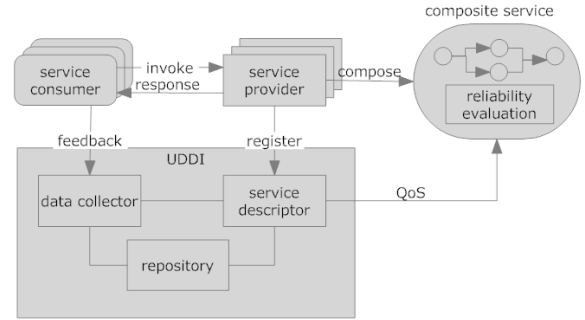 composite service
service
consumer
invoke
response
service
provider
compose
reliability
evaluation
feedback
register
UDDI
data collector
service
descriptor
QoS
repository